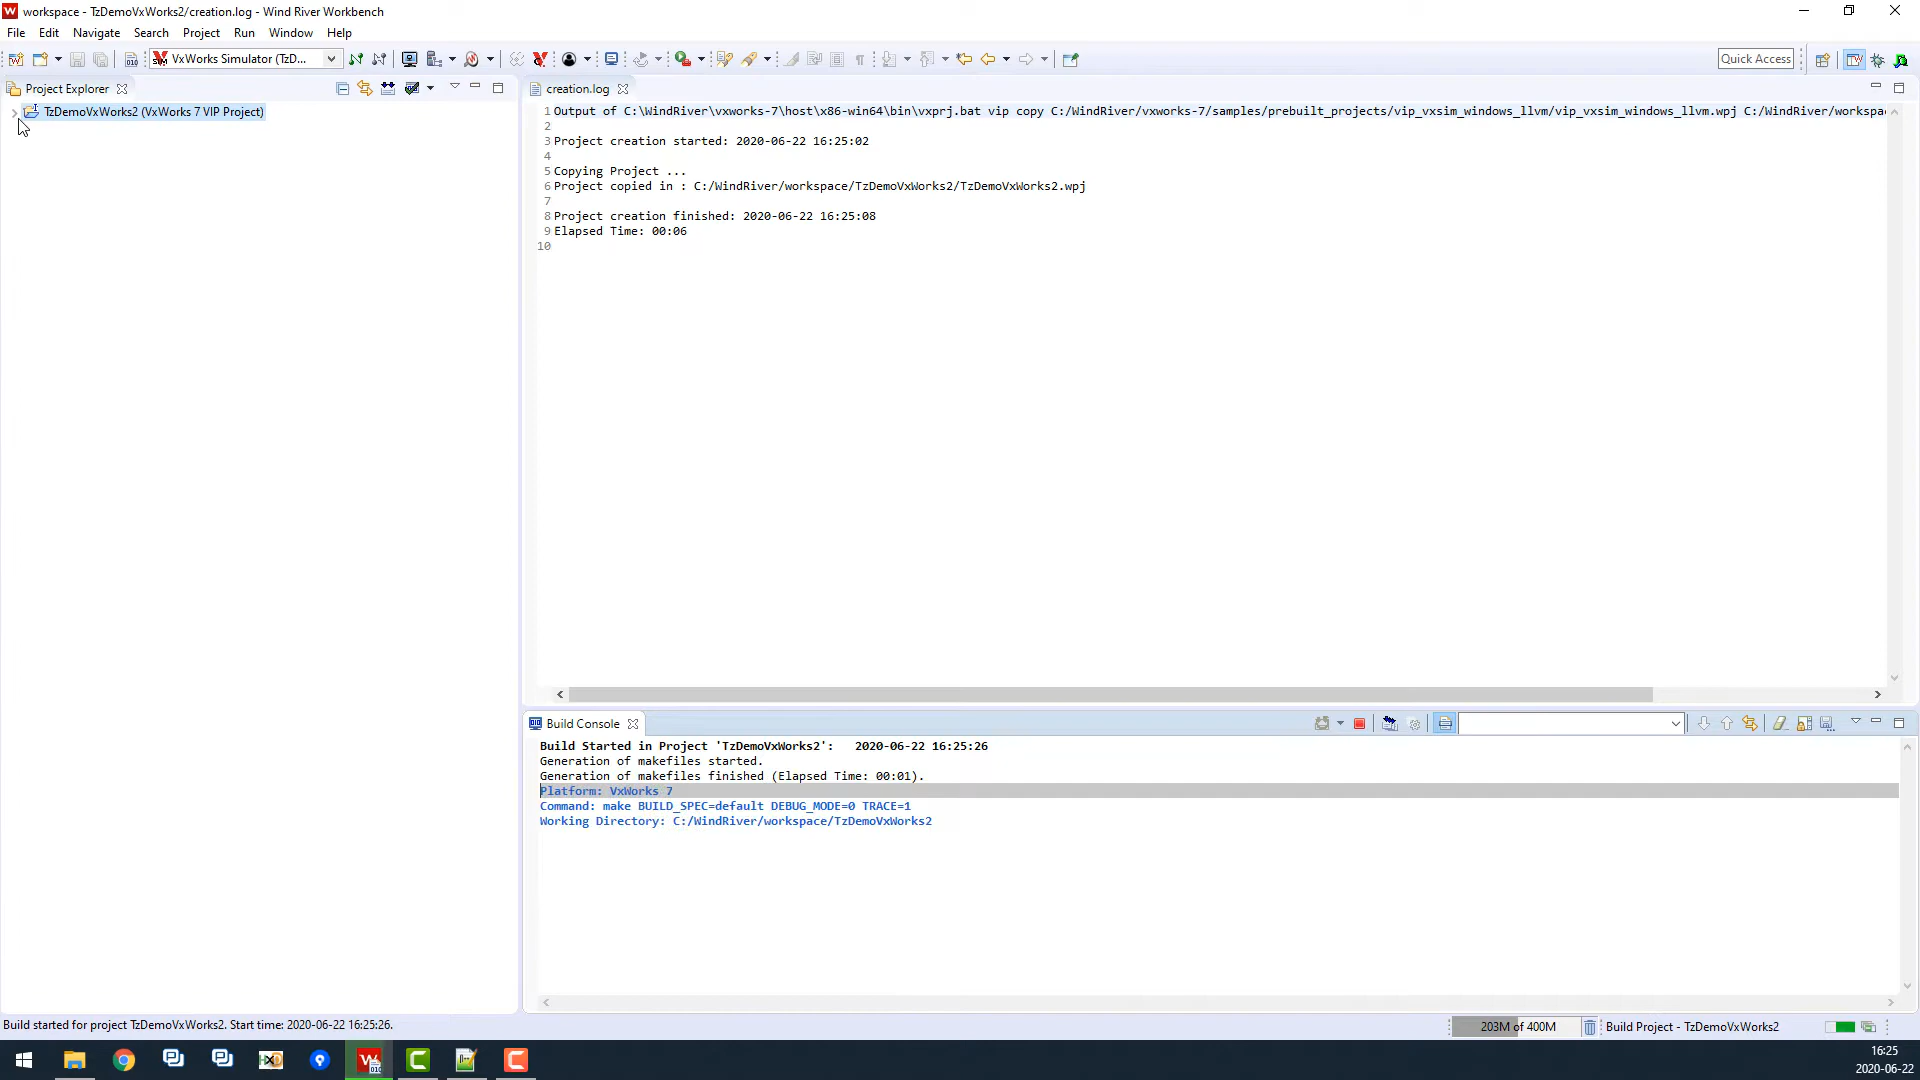 workspace - TzDemoVxWorks2/creation.log - Wind River Workbench
File Edit Navigate Search Project Run Window Help
VxWorks Simulator (TzD...
Quick Access
Project Explorer
TzDemoVxWorks2 (VxWorks 7 VIP Project)
creation.log
1 Output of C:\WindRiver\vxworks-7\host\x86-win64\bin\vxprj.bat vip copy C:/WindRiver/vxworks-7/samples/prebuilt_projects/vip_vxsim_windows_llvm/vip_vxsim_windows_llvm.wpj C:/WindRiver/workspa
2
3 Project creation started: 2020-06-22 16:25:02
4
5 Copying Project ...
6 Project copied in : C:/WindRiver/workspace/TzDemoVxWorks2/TzDemoVxWorks2.wpj
7
8 Project creation finished: 2020-06-22 16:25:08
9 Elapsed Time: 00:06
10
Build Console
Build Started in Project 'TzDemoVxWorks2': 2020-06-22 16:25:26
Generation of makefiles started.
Generation of makefiles finished (Elapsed Time: 00:01).
Platform: VxWorks 7
Command: make BUILD_SPEC=default DEBUG_MODE=0 TRACE=1
Working Directory: C:/WindRiver/workspace/TzDemoVxWorks2
Build started for project TzDemoVxWorks2. Start time: 2020-06-22 16:25:26.
203M of 400M
Build Project - TzDemoVxWorks2
16:25
2020-06-22